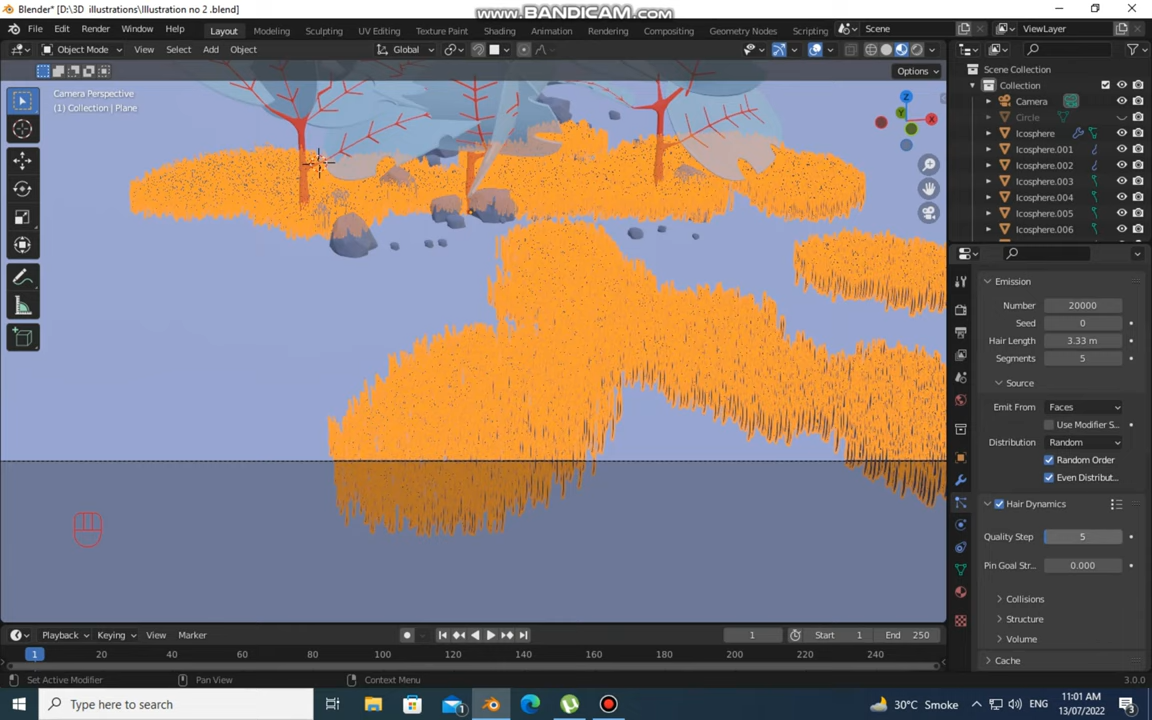 Blender* [D:\3D illustrations\Illustration no 2 .blend]
www.BANDICAM.com
File Edit Render Window Help
Layout Modeling Sculpting UV Editing Texture Paint Shading Animation Rendering Compositing Geometry Nodes Scripting
Scene
ViewLayer
Object Mode View Select Add Object
Global
Options
Camera Perspective
(1) Collection | Plane
Z
Y
X
Scene Collection
Collection
Camera
Circle
Icosphere
Icosphere.001
Icosphere.002
Icosphere.003
Icosphere.004
Icosphere.005
Icosphere.006
Emission
Number 20000
Seed 0
Hair Length 3.33 m
Segments 5
Source
Emit From Faces
Use Modifier S...
Distribution Random
Random Order
Even Distribut...
Hair Dynamics
Quality Step 5
Pin Goal Str... 0.000
Collisions
Structure
Volume
Cache
Playback Keying View Marker
1
Start 1
End 250
1 20 40 60 80 100 120 140 160 180 200 220 240
Set Active Modifier
Pan View
Context Menu
3.0.0
Type here to search
1
30°C Smoke
ENG
11:01 AM
13/07/2022
3